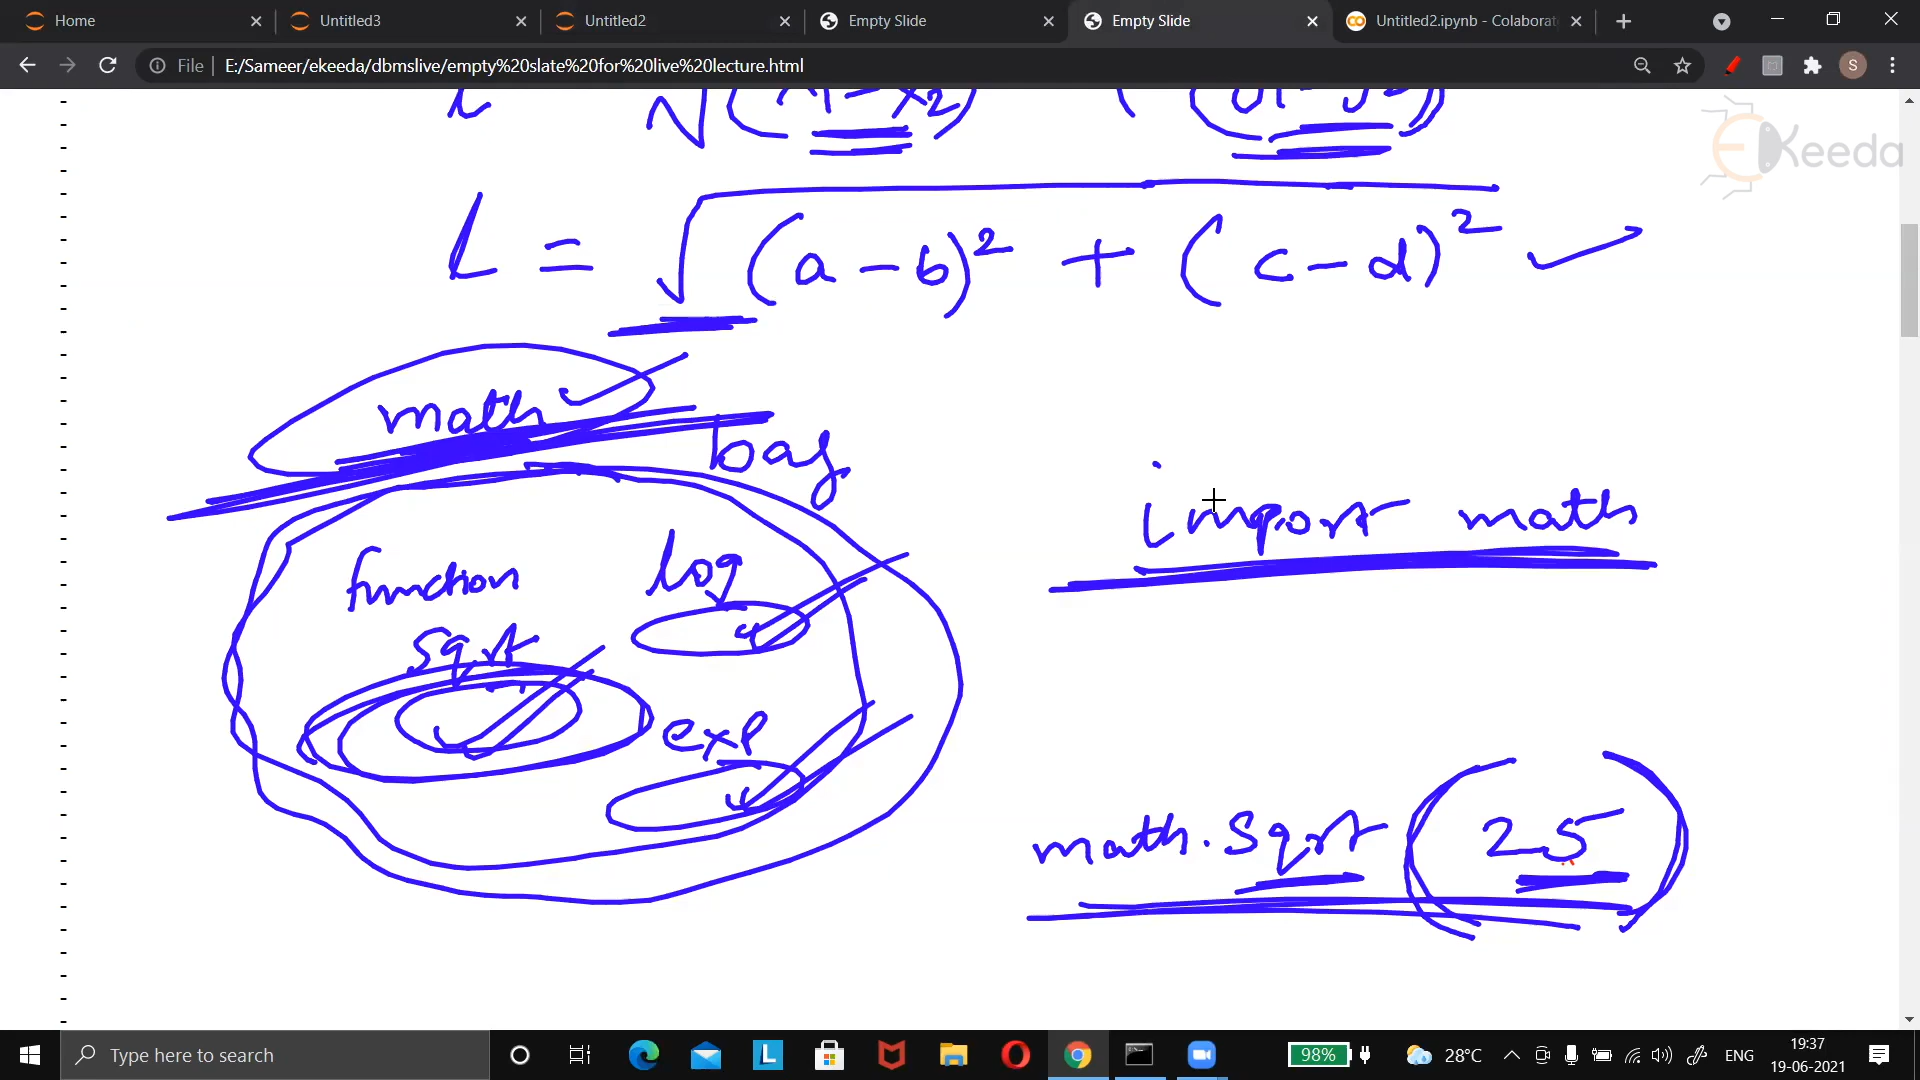 Home
Untitled3
Untitled2
Empty Slide
Empty Slide
Untitled2.ipynb - Colaborat
File
E:/Sameer/ekeeda/dbmslive/empty%20slate%20for%20live%20lecture.html
S
EKeeda
L = √(a - b)² + (c - d)²
math
bag
import math
function
log
sqrt
exp
math.sqrt (25)
Type here to search
98%
28°C
ENG
19:37
19-06-2021